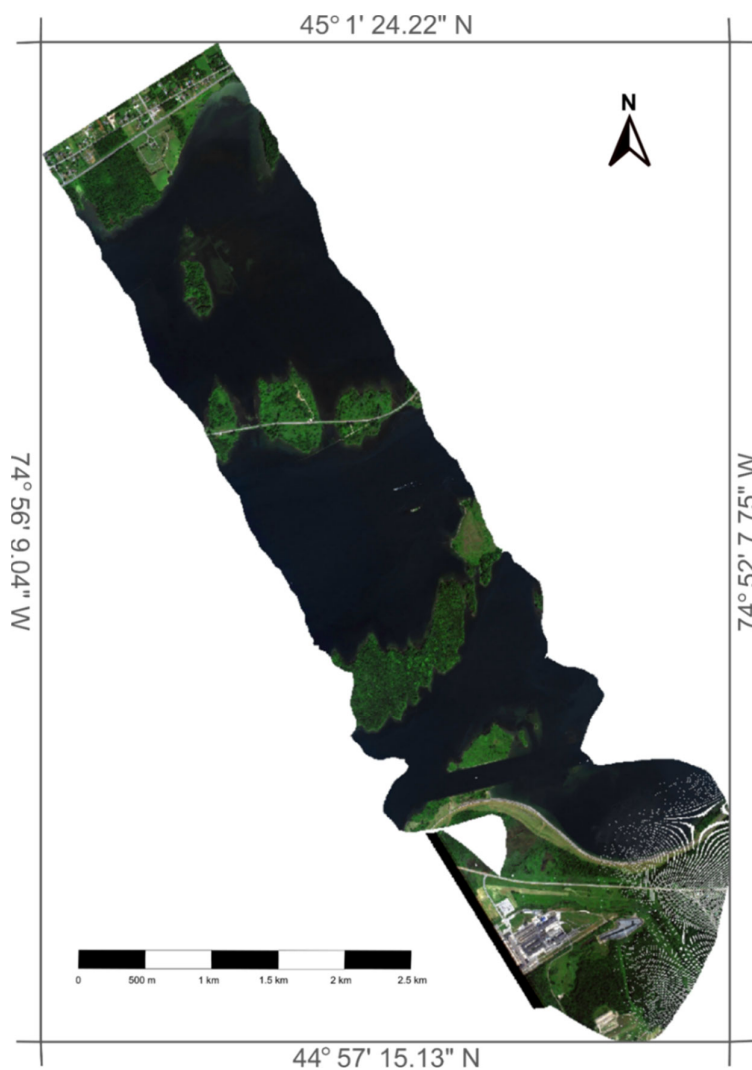 45° 1' 24.22" N
N
74° 56' 9.04" W
74° 52' 7.75" W
0 500 m 1 km 1.5 km 2 km 2.5 km
44° 57' 15.13" N